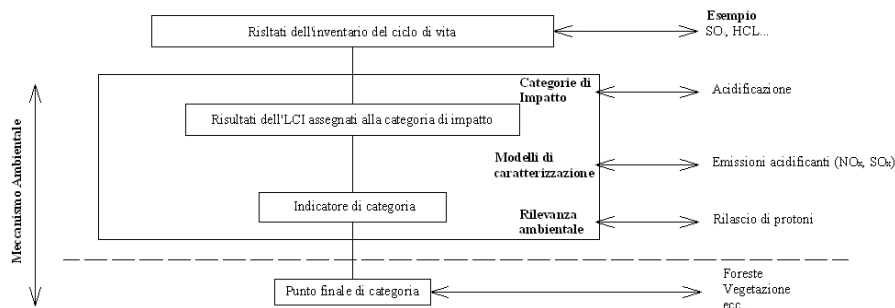 Esempio
Risltati dell'inventario del ciclo di vita
SO., HCL...
Categorie di
Impatto
Acidificazione
Risultati dell'LCI assegnati alla categoria di impatto
Meccanismo Ambientale
Modelli di
caratterizzazione
Emissioni acidificanti (NOx, SOx)
Indicatore di categoria
Rilevanza
ambientale
Rilascio di protoni
Punto finale di categoria
Foreste
Vegetazione
ecc